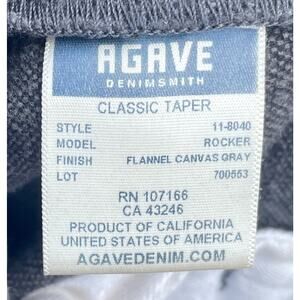 AGAVE
DENIMSMITH
CLASSIC TAPER
STYLE 11-8040
MODEL ROCKER
FINISH FLANNEL CANVAS GRAY
LOT 700553
RN 107166
CA 43246
PRODUCT OF CALIFORNIA
UNITED STATES OF AMERICA
AGAVEDENIM.COM